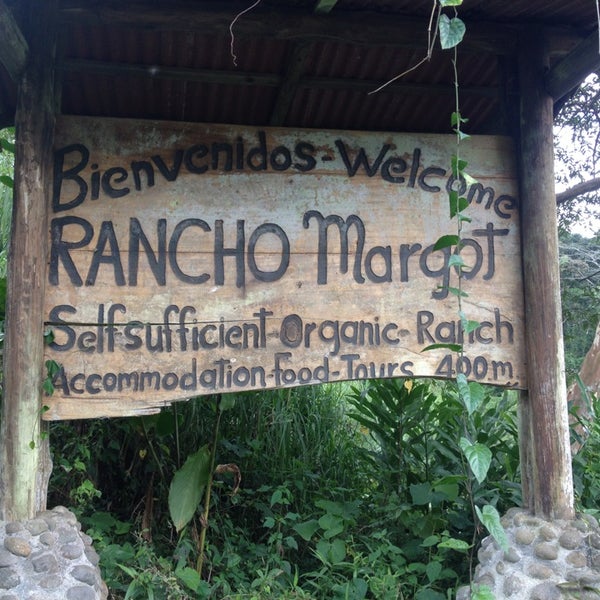 Bienvenidos-Welcome
RANCHO Margot
Selfsufficient-Organic-Ranch
Accommodation-Food-Tours 400m